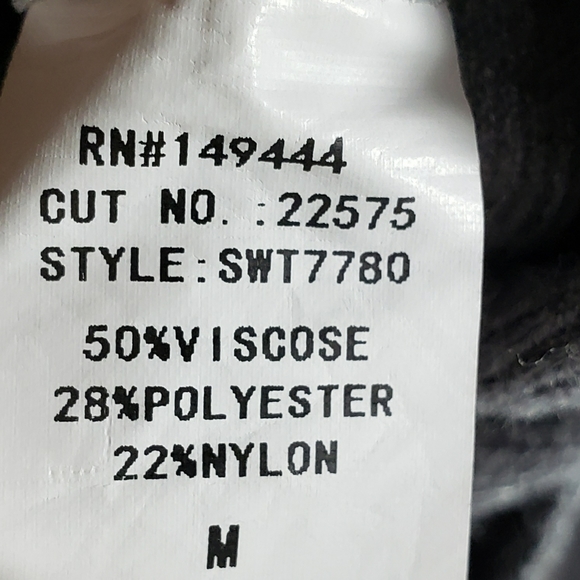 RN#149444
CUT NO. :22575
STYLE:SWT7780
50%VISCOSE
28%POLYESTER
22%NYLON
M